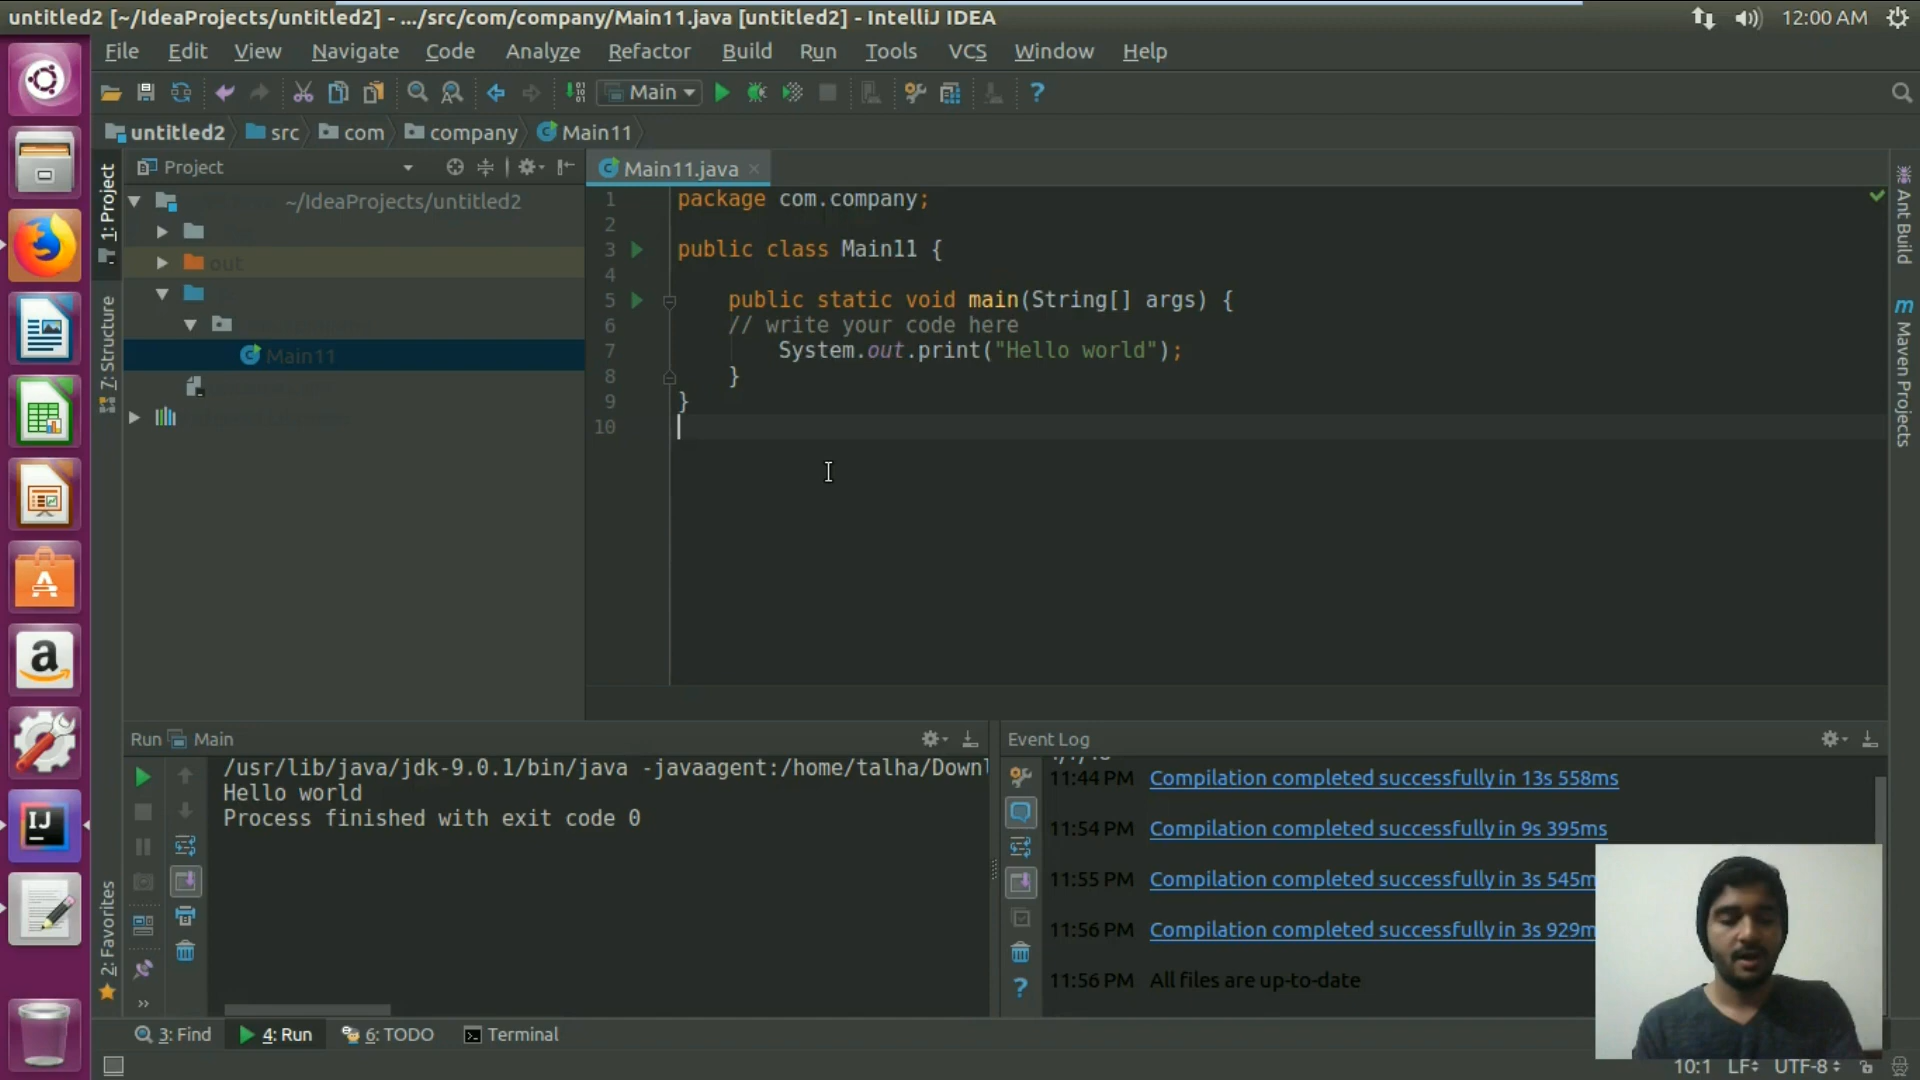 untitled2 [~/IdeaProjects/untitled2] - .../src/com/company/Main11.java [untitled2] - IntelliJ IDEA
12:00 AM
File Edit View Navigate Code Analyze Refactor Build Run Tools VCS Window Help
Main
untitled2 src com company Main11
Project
Main11.java
1: Project
7: Structure
2: Favorites
~/IdeaProjects/untitled2
out
Main11
1 package com.company;
2
3 public class Main11 {
4
5 public static void main(String[] args) {
6 // write your code here
7 System.out.print("Hello world");
8 }
9 }
10
Ant Build
m Maven Projects
Run Main
/usr/lib/java/jdk-9.0.1/bin/java -javaagent:/home/talha/Downl
Hello world
Process finished with exit code 0
Event Log
11:44 PM Compilation completed successfully in 13s 558ms
11:54 PM Compilation completed successfully in 9s 395ms
11:55 PM Compilation completed successfully in 3s 545m
11:56 PM Compilation completed successfully in 3s 929m
11:56 PM All files are up-to-date
3: Find 4: Run 6: TODO Terminal
10:1 LF UTF-8